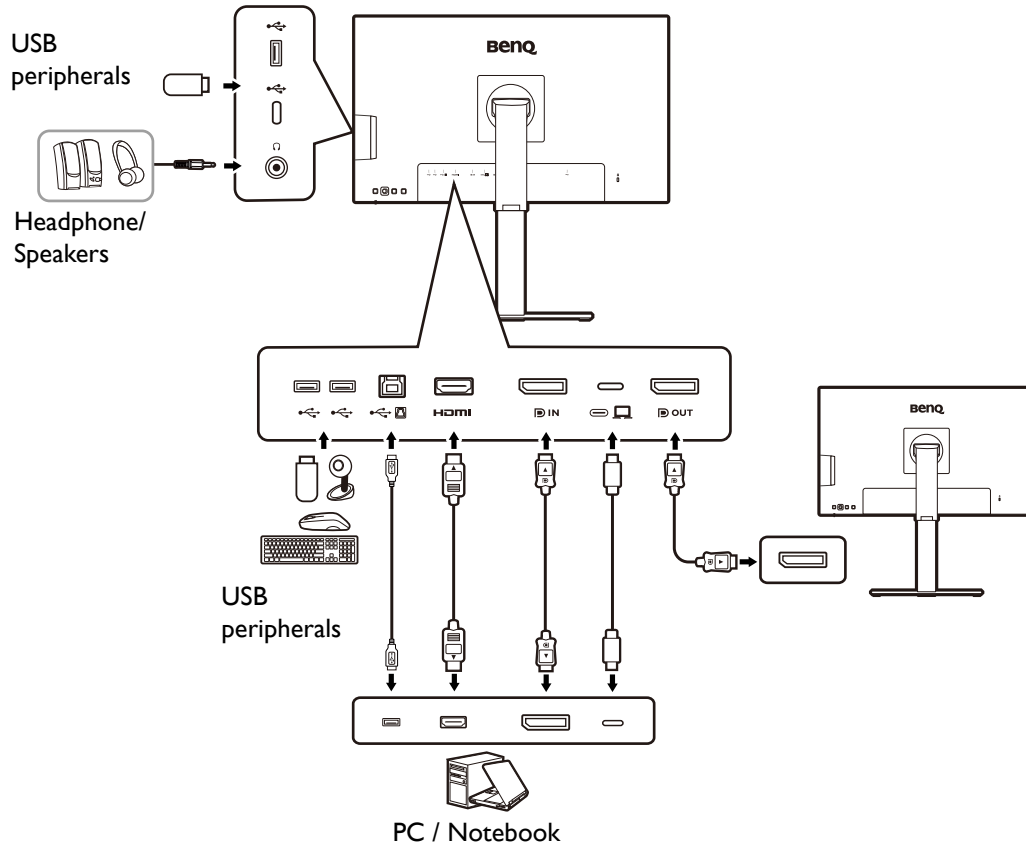 USB
peripherals
BenQ
Headphone/
Speakers
HDMI
IN
OUT
BenQ
USB
peripherals
PC / Notebook